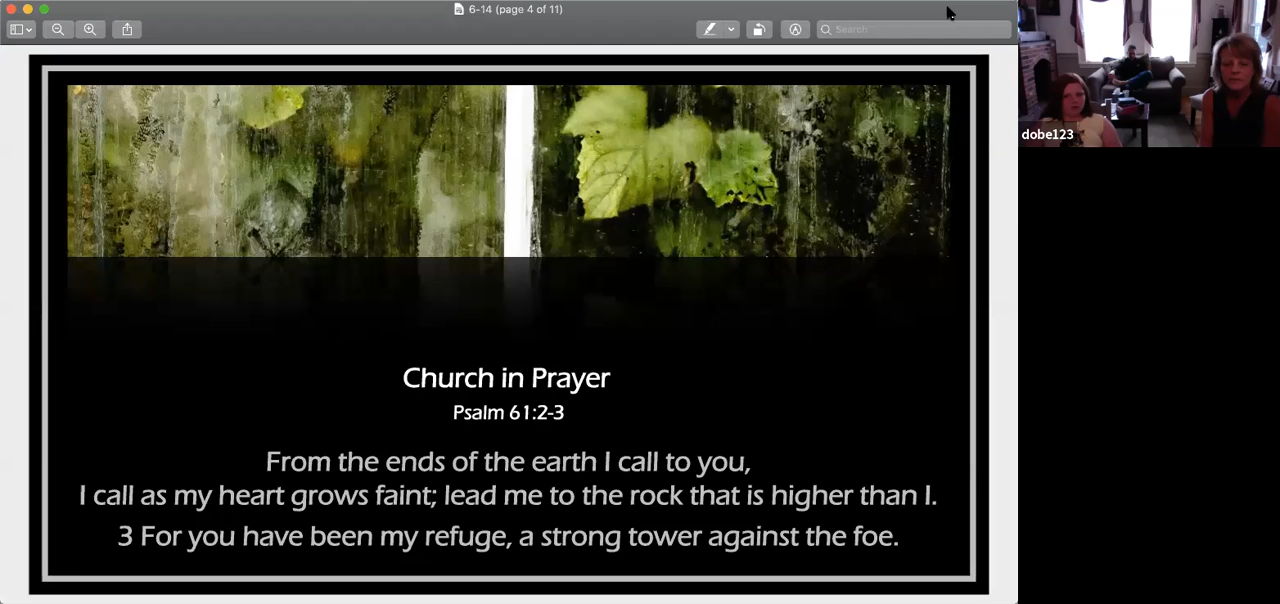 6-14 (page 4 of 11)
Search
dobe123
Church in Prayer
Psalm 61:2-3
From the ends of the earth I call to you,
I call as my heart grows faint; lead me to the rock that is higher than I.
3 For you have been my refuge, a strong tower against the foe.